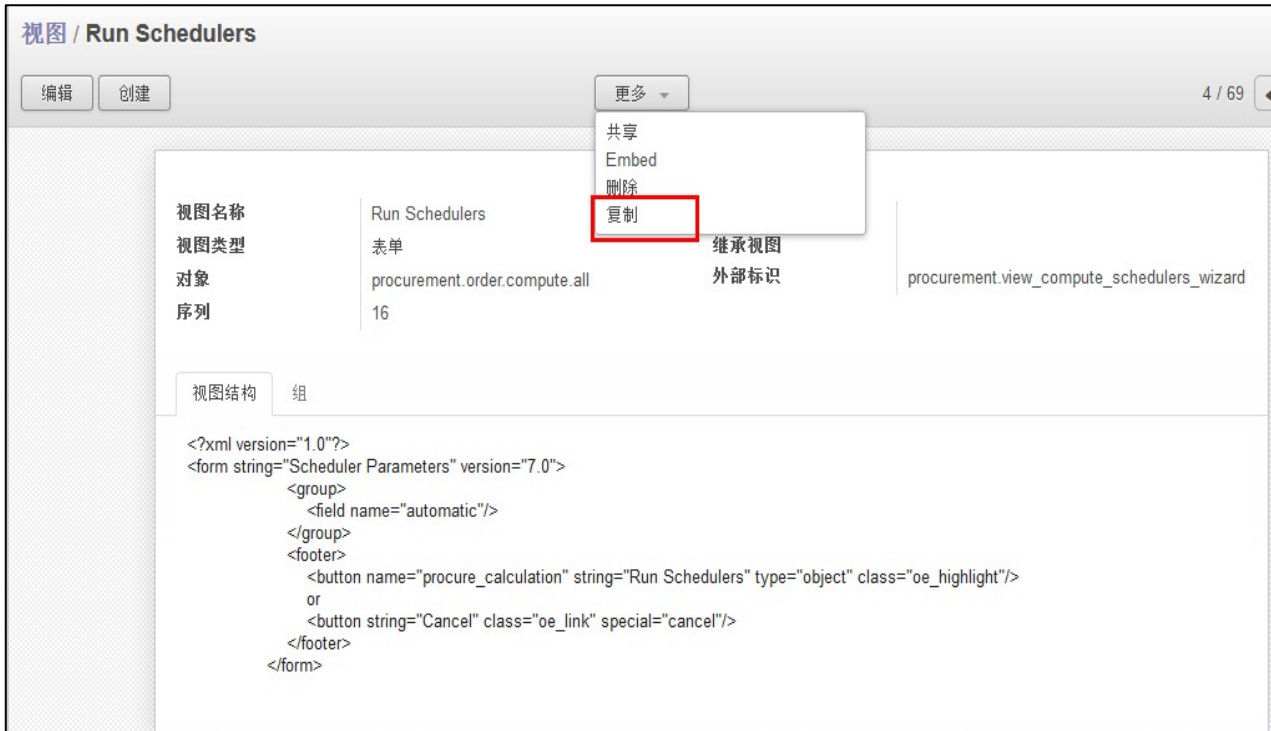 视图 / Run Schedulers
编辑 创建 更多 4 / 69
共享
Embed
删除
复制
视图名称 Run Schedulers
视图类型 表单 继承视图
对象 procurement.order.compute.all 外部标识 procurement.view_compute_schedulers_wizard
序列 16
视图结构 组
<?xml version="1.0"?>
<form string="Scheduler Parameters" version="7.0">
<group>
<field name="automatic"/>
</group>
<footer>
<button name="procure_calculation" string="Run Schedulers" type="object" class="oe_highlight"/>
or
<button string="Cancel" class="oe_link" special="cancel"/>
</footer>
</form>